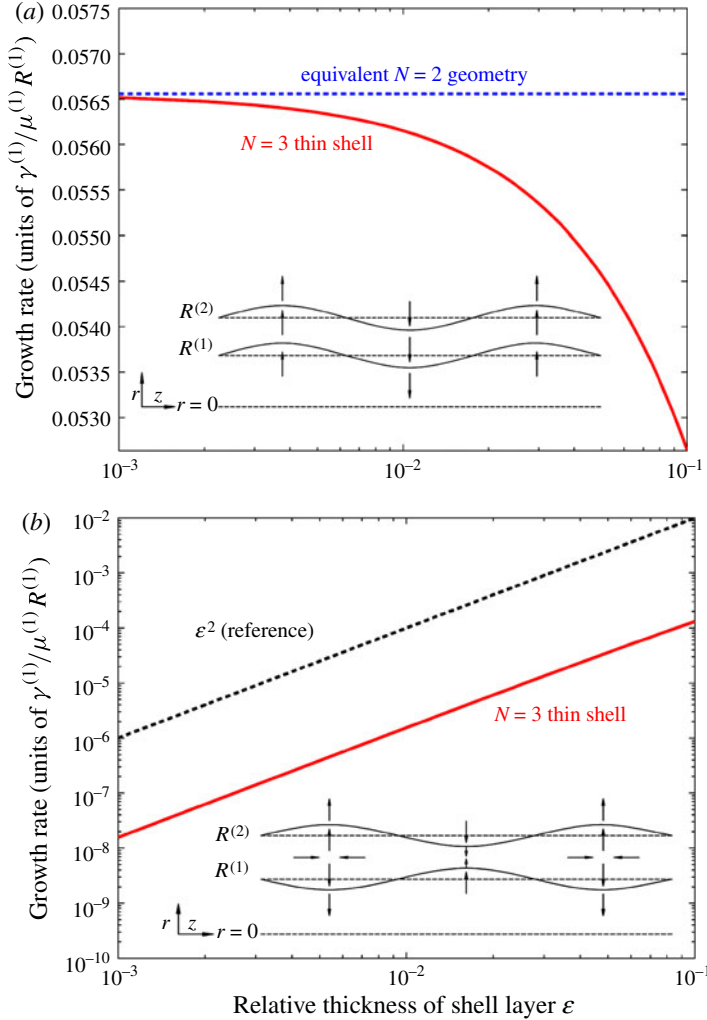 (a)
0.0575
0.0570
0.0565
0.0560
0.0555
0.0550
0.0545
0.0540
0.0535
0.0530
Growth rate (units of γ(1)/μ(1) R(1))
equivalent N = 2 geometry
N = 3 thin shell
R(2)
R(1)
r
z
r = 0
10−3
10−2
10−1
(b)
10−2
10−3
10−4
10−5
10−6
10−7
10−8
10−9
10−10
Growth rate (units of γ(1)/μ(1) R(1))
ε2 (reference)
N = 3 thin shell
R(2)
R(1)
r
z
r = 0
10−3
10−2
10−1
Relative thickness of shell layer ε